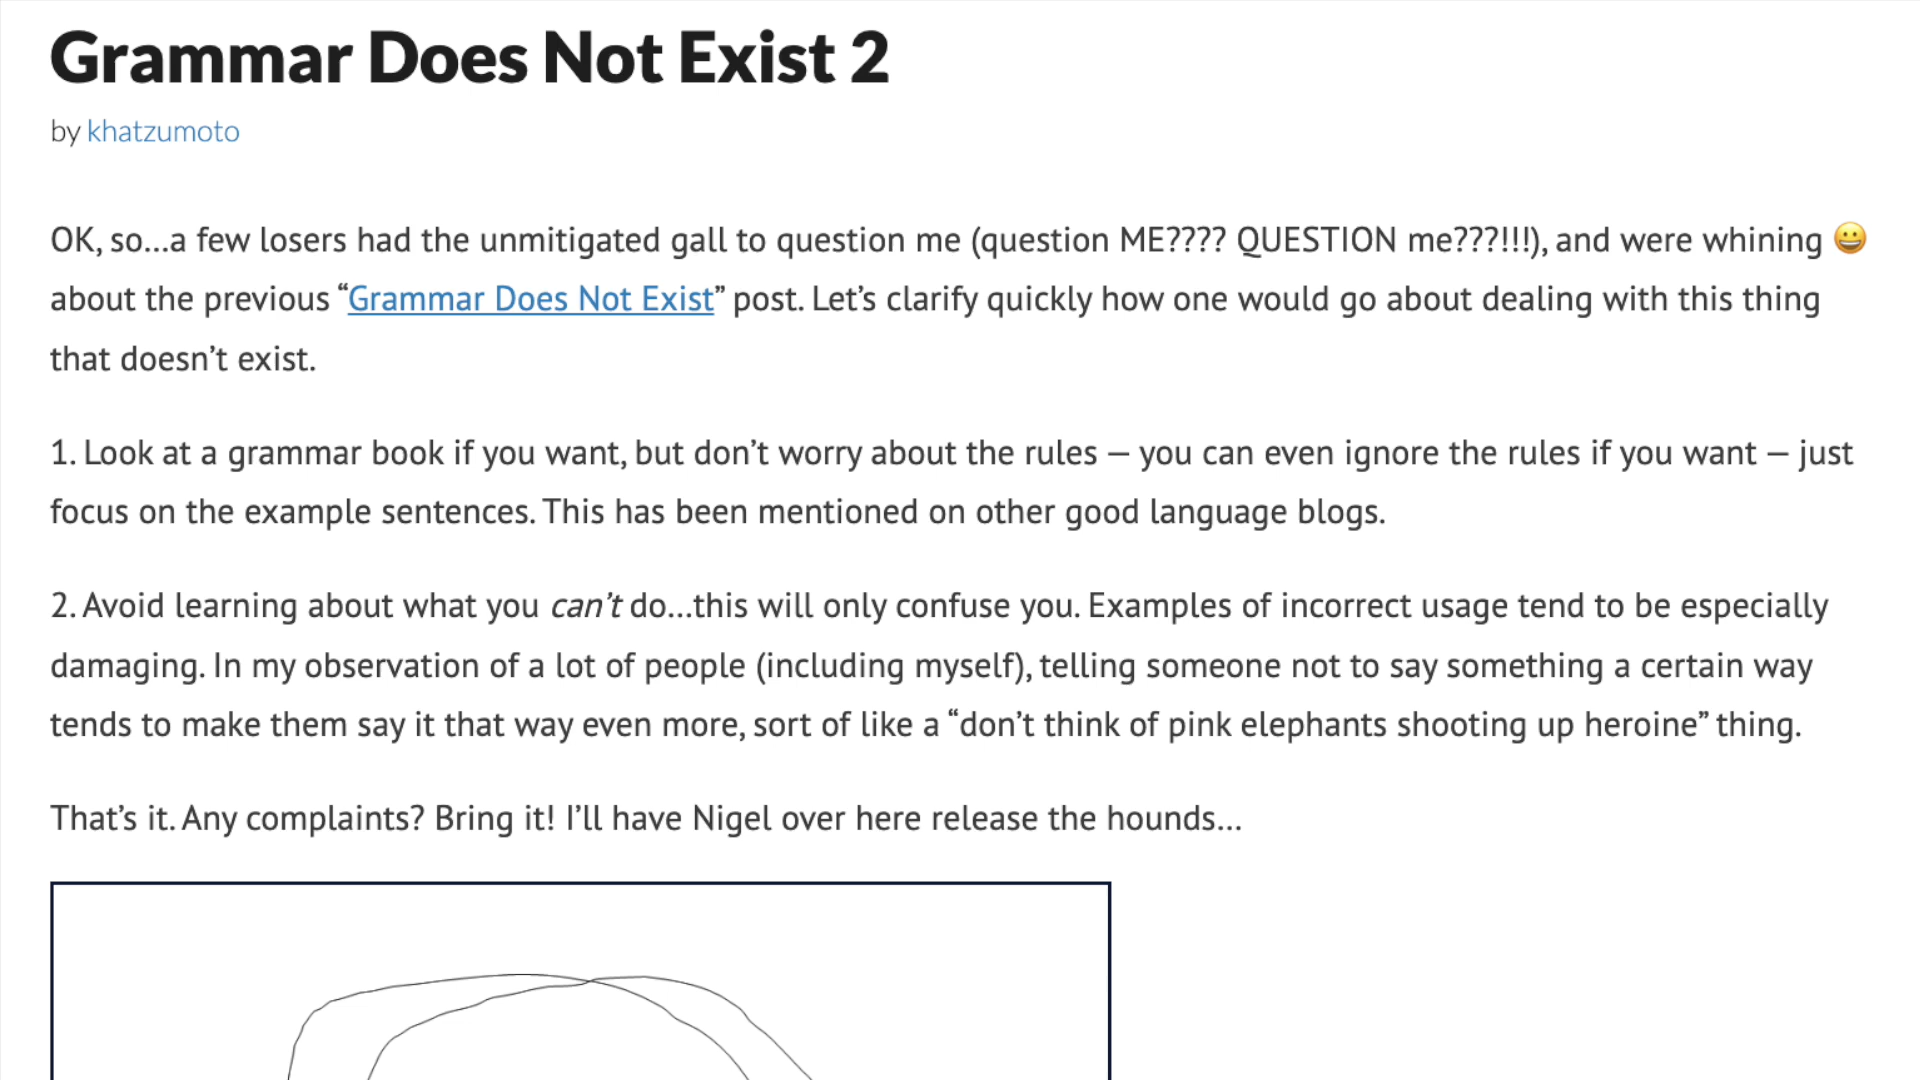 Grammar Does Not Exist 2
by khatzumoto
OK, so...a few losers had the unmitigated gall to question me (question ME???? QUESTION me???!!!), and were whining 😀
about the previous “Grammar Does Not Exist” post. Let’s clarify quickly how one would go about dealing with this thing
that doesn’t exist.
1. Look at a grammar book if you want, but don’t worry about the rules — you can even ignore the rules if you want — just
focus on the example sentences. This has been mentioned on other good language blogs.
2. Avoid learning about what you can’t do...this will only confuse you. Examples of incorrect usage tend to be especially
damaging. In my observation of a lot of people (including myself), telling someone not to say something a certain way
tends to make them say it that way even more, sort of like a “don’t think of pink elephants shooting up heroine” thing.
That’s it. Any complaints? Bring it! I’ll have Nigel over here release the hounds...